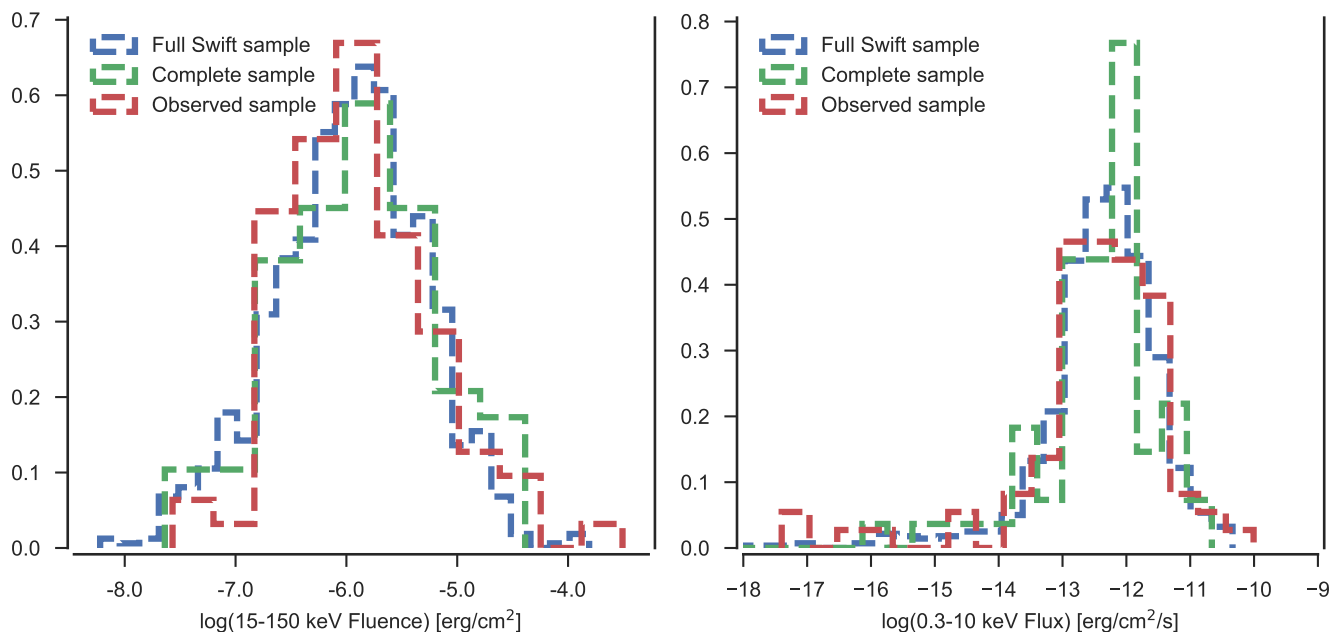 0.7
0.6
0.5
0.4
0.3
0.2
0.1
0.0
Full Swift sample
Complete sample
Observed sample
-8.0 -7.0 -6.0 -5.0 -4.0
log(15-150 keV Fluence) [erg/cm²]
0.8
0.7
0.6
0.5
0.4
0.3
0.2
0.1
0.0
Full Swift sample
Complete sample
Observed sample
−18 −17 −16 −15 −14 −13 −12 −11 −10 −9
log(0.3-10 keV Flux) [erg/cm²/s]